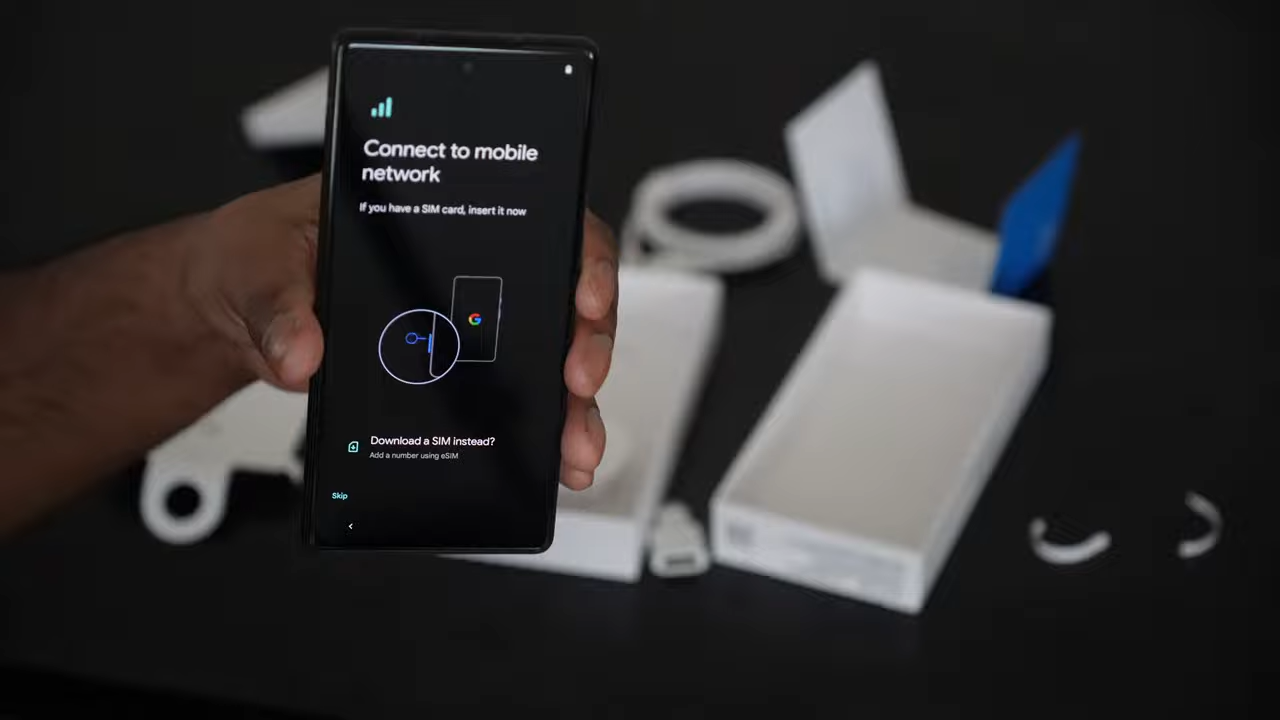 Connect to mobile
network
If you have a SIM card, insert it now
G
Download a SIM instead?
Add a number using eSIM
Skip